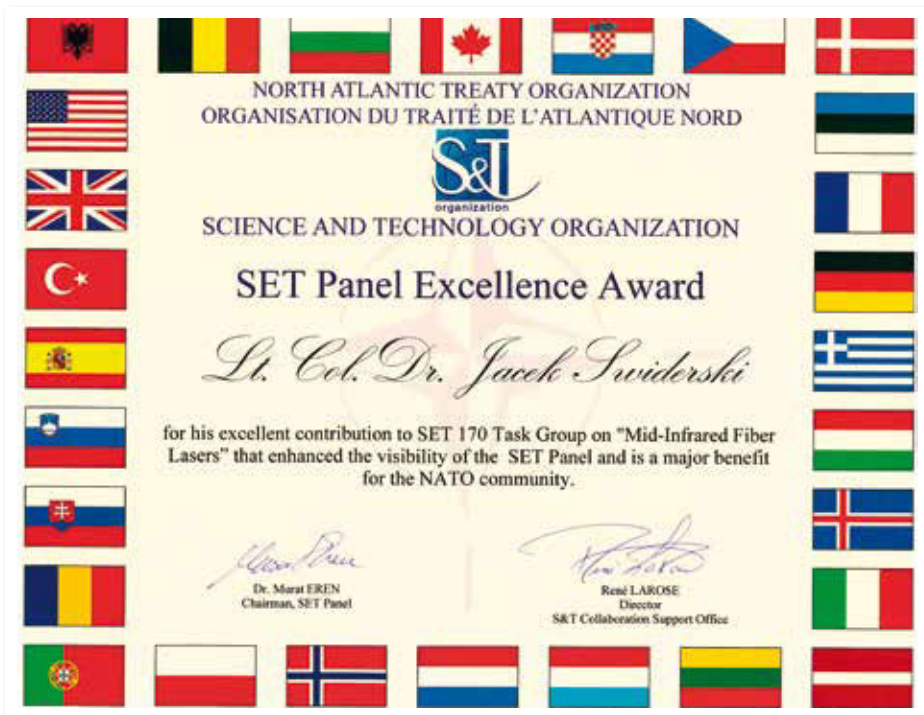 NORTH ATLANTIC TREATY ORGANIZATION
ORGANISATION DU TRAITÉ DE L'ATLANTIQUE NORD
S&T
organization
SCIENCE AND TECHNOLOGY ORGANIZATION
SET Panel Excellence Award
Lt. Col. Dr. Jacek Swiderski
for his excellent contribution to SET 170 Task Group on "Mid-Infrared Fiber
Lasers" that enhanced the visibility of the SET Panel and is a major benefit
for the NATO community.
Dr. Murat EREN
Chairman, SET Panel
René LAROSE
Director
S&T Collaboration Support Office